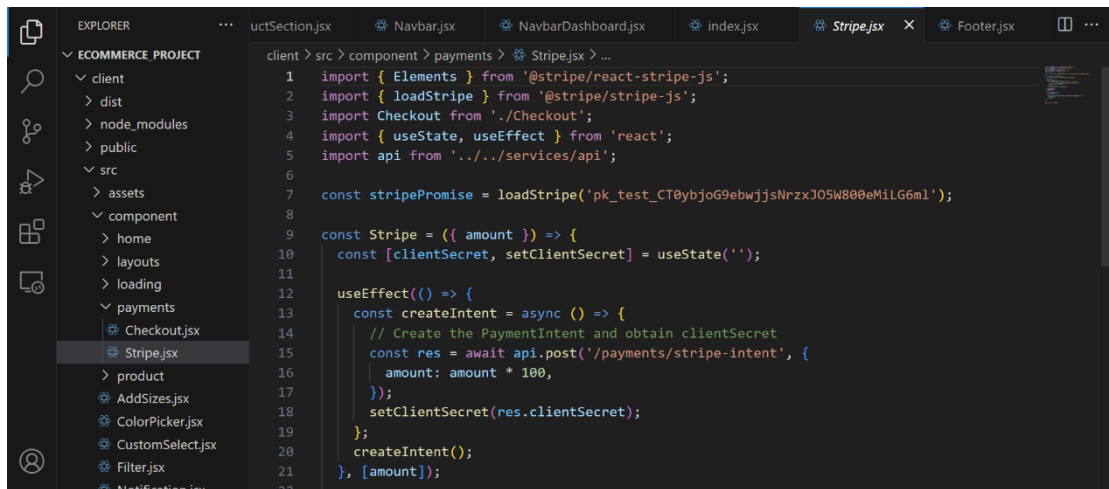 EXPLORER
ECOMMERCE_PROJECT
client
dist
node_modules
public
src
assets
component
home
layouts
loading
payments
Checkout.jsx
Stripe.jsx
product
AddSizes.jsx
ColorPicker.jsx
CustomSelect.jsx
Filter.jsx
uctSection.jsx Navbar.jsx NavbarDashboard.jsx index.jsx Stripe.jsx Footer.jsx
client > src > component > payments > Stripe.jsx > ...
1 import { Elements } from '@stripe/react-stripe-js';
2 import { loadStripe } from '@stripe/stripe-js';
3 import Checkout from './Checkout';
4 import { useState, useEffect } from 'react';
5 import api from '../../services/api';
6
7 const stripePromise = loadStripe('pk_test_CT0ybjoG9ebwjjsNrzxJO5W800eMiLG6ml');
8
9 const Stripe = ({ amount }) => {
10 const [clientSecret, setClientSecret] = useState('');
11
12 useEffect(() => {
13 const createIntent = async () => {
14 // Create the PaymentIntent and obtain clientSecret
15 const res = await api.post('/payments/stripe-intent', {
16 amount: amount * 100,
17 });
18 setClientSecret(res.clientSecret);
19 };
20 createIntent();
21 }, [amount]);